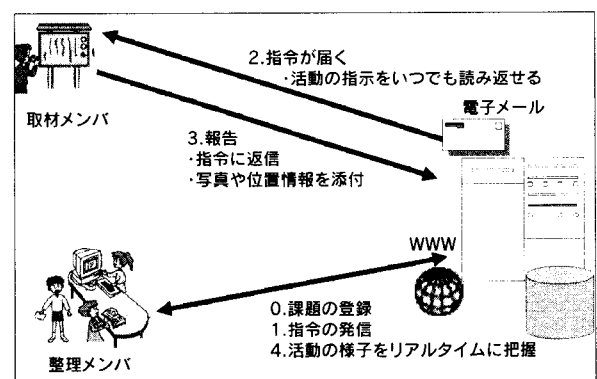 2.指令が届く
・活動の指示をいつでも読み返せる
電子メール
取材メンバ
3.報告
・指令に返信
・写真や位置情報を添付
WWW
0.課題の登録
1.指令の発信
4.活動の様子をリアルタイムに把握
整理メンバ